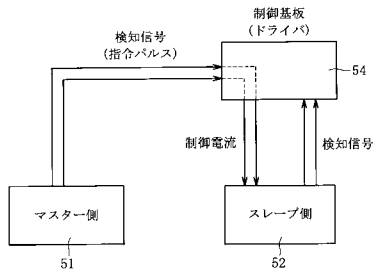 制御基板
(ドライバ)
検知信号
(指令パルス)
54
制御電流
検知信号
マスター側
スレーブ側
51
52